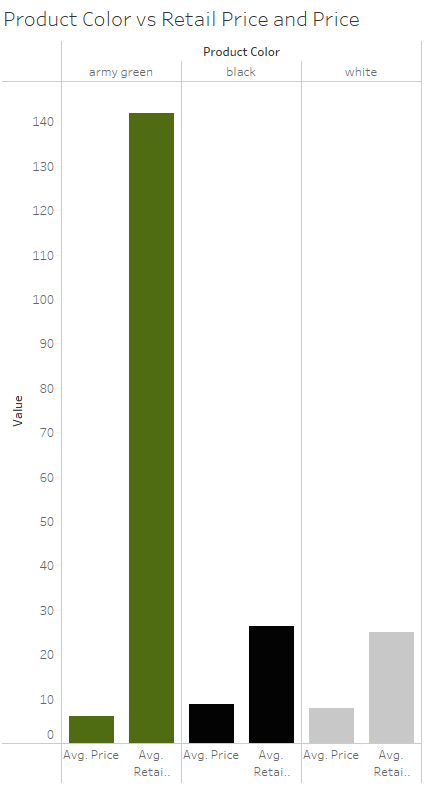 Product Color vs Retail Price and Price
Product Color
army green black white
140
130
120
110
100
90
80
70
60
50
40
30
20
10
0
Value
Avg. Price Avg. Avg. Price Avg. Avg. Price Avg.
Retai.. Retai.. Retai..